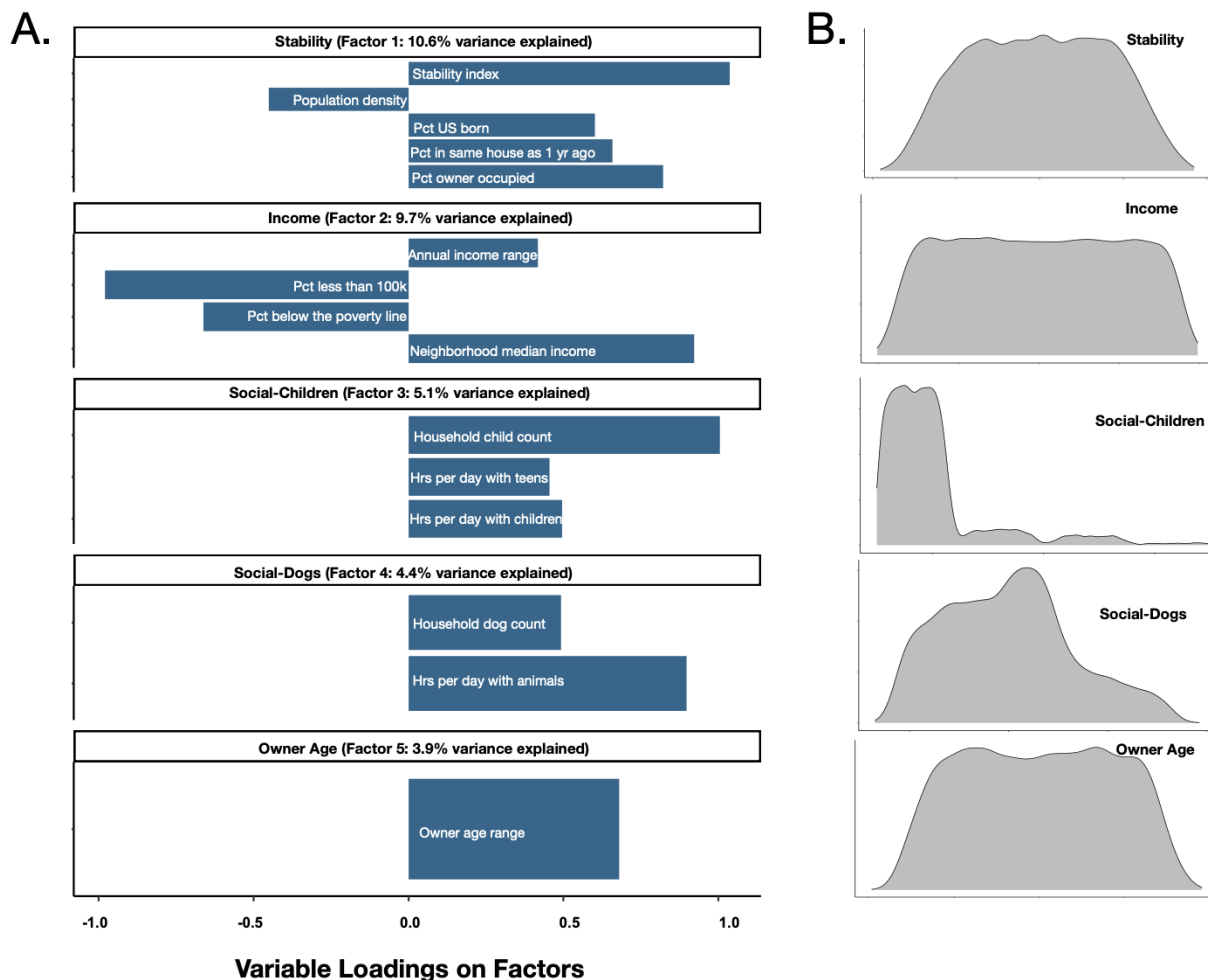 A.
Stability (Factor 1: 10.6% variance explained)
Stability index
Population density
Pct US born
Pct in same house as 1 yr ago
Pct owner occupied
Income (Factor 2: 9.7% variance explained)
Annual income range
Pct less than 100k
Pct below the poverty line
Neighborhood median income
Social-Children (Factor 3: 5.1% variance explained)
Household child count
Hrs per day with teens
Hrs per day with children
Social-Dogs (Factor 4: 4.4% variance explained)
Household dog count
Hrs per day with animals
Owner Age (Factor 5: 3.9% variance explained)
Owner age range
-1.0 -0.5 0.0 0.5 1.0
Variable Loadings on Factors
B.
Stability
Income
Social-Children
Social-Dogs
Owner Age